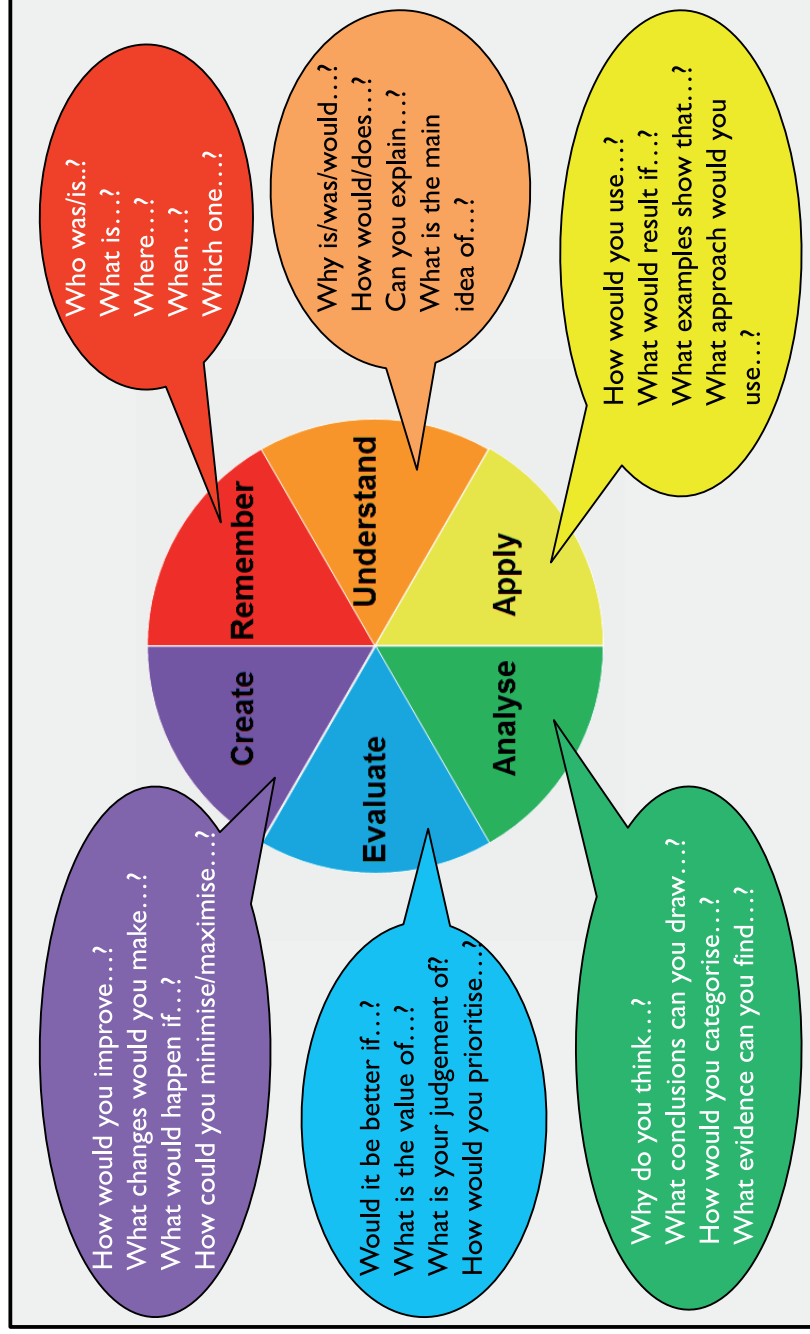 Who was/is..?
What is…?
Where…?
When…?
Which one…?
Why is/was/would…?
How would/does…?
Can you explain…?
What is the main
idea of…?
How would you use…?
What would result if…?
What examples show that…?
What approach would you
use…?
Why do you think…?
What conclusions can you draw…?
How would you categorise…?
What evidence can you find…?
Would it be better if…?
What is the value of…?
What is your judgement of?
How would you prioritise…?
How would you improve…?
What changes would you make…?
What would happen if…?
How could you minimise/maximise…?
Remember
Understand
Apply
Analyse
Evaluate
Create